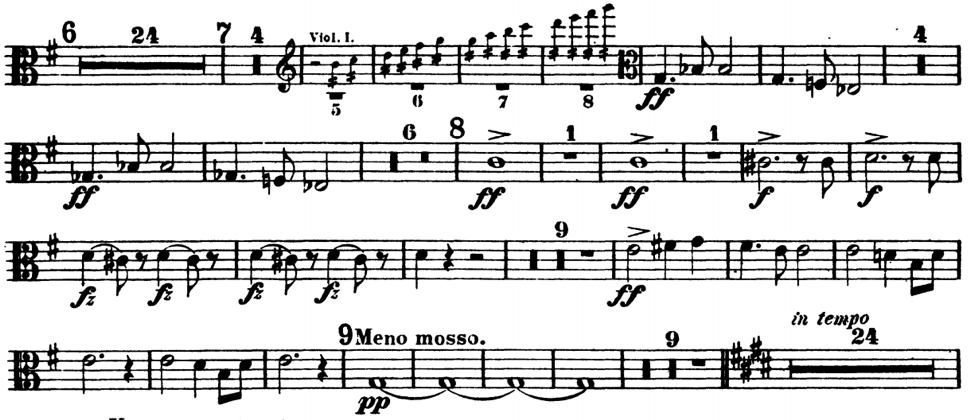 6 24 7 4 Viol. I. 4
5 6 7 8 ff
6 8 1 1
ff ff ff f f
9
fz fz fz fz ff
in tempo
9 Meno mosso. 9 24
pp